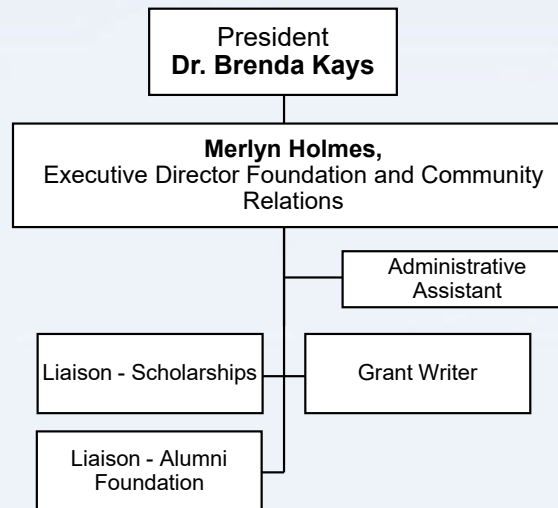 President
Dr. Brenda Kays
Merlyn Holmes,
Executive Director Foundation and Community
Relations
Administrative
Assistant
Liaison - Scholarships
Grant Writer
Liaison - Alumni
Foundation